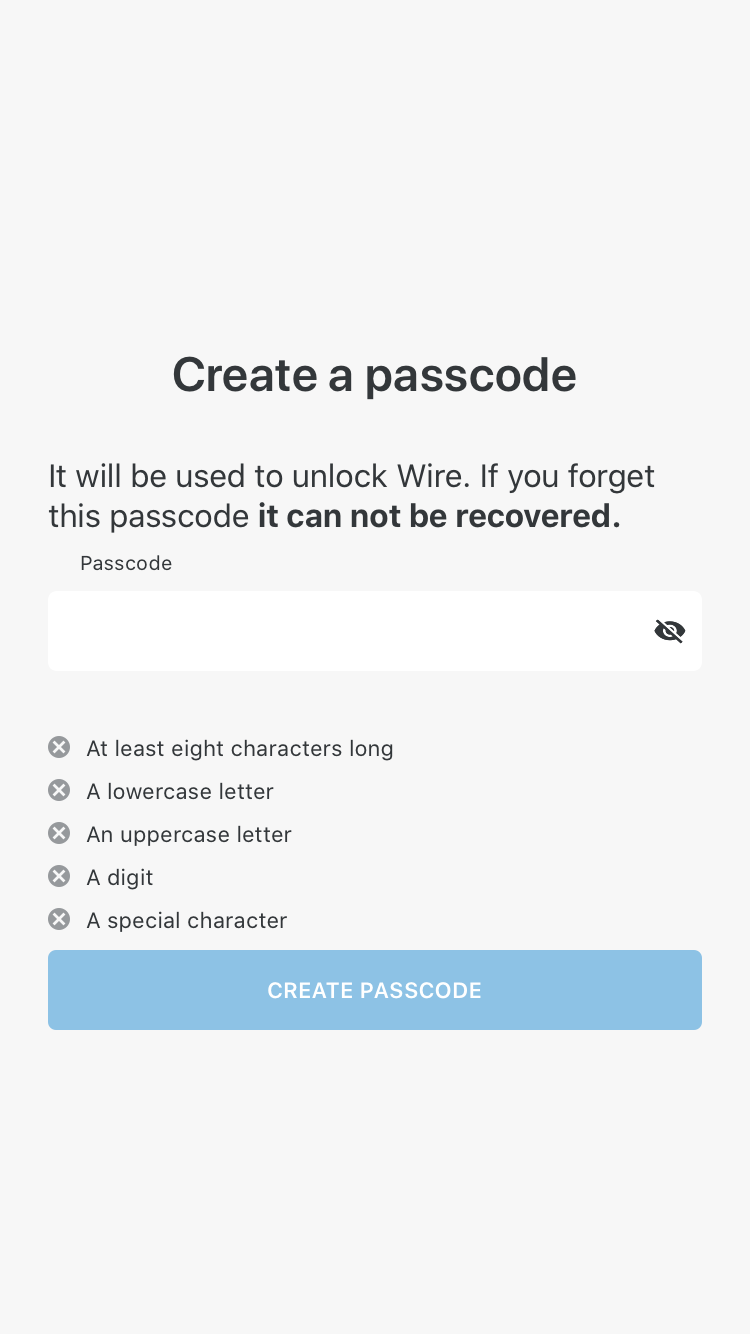 Create a passcode
It will be used to unlock Wire. If you forget
this passcode it can not be recovered.
Passcode
At least eight characters long
A lowercase letter
An uppercase letter
A digit
A special character
CREATE PASSCODE